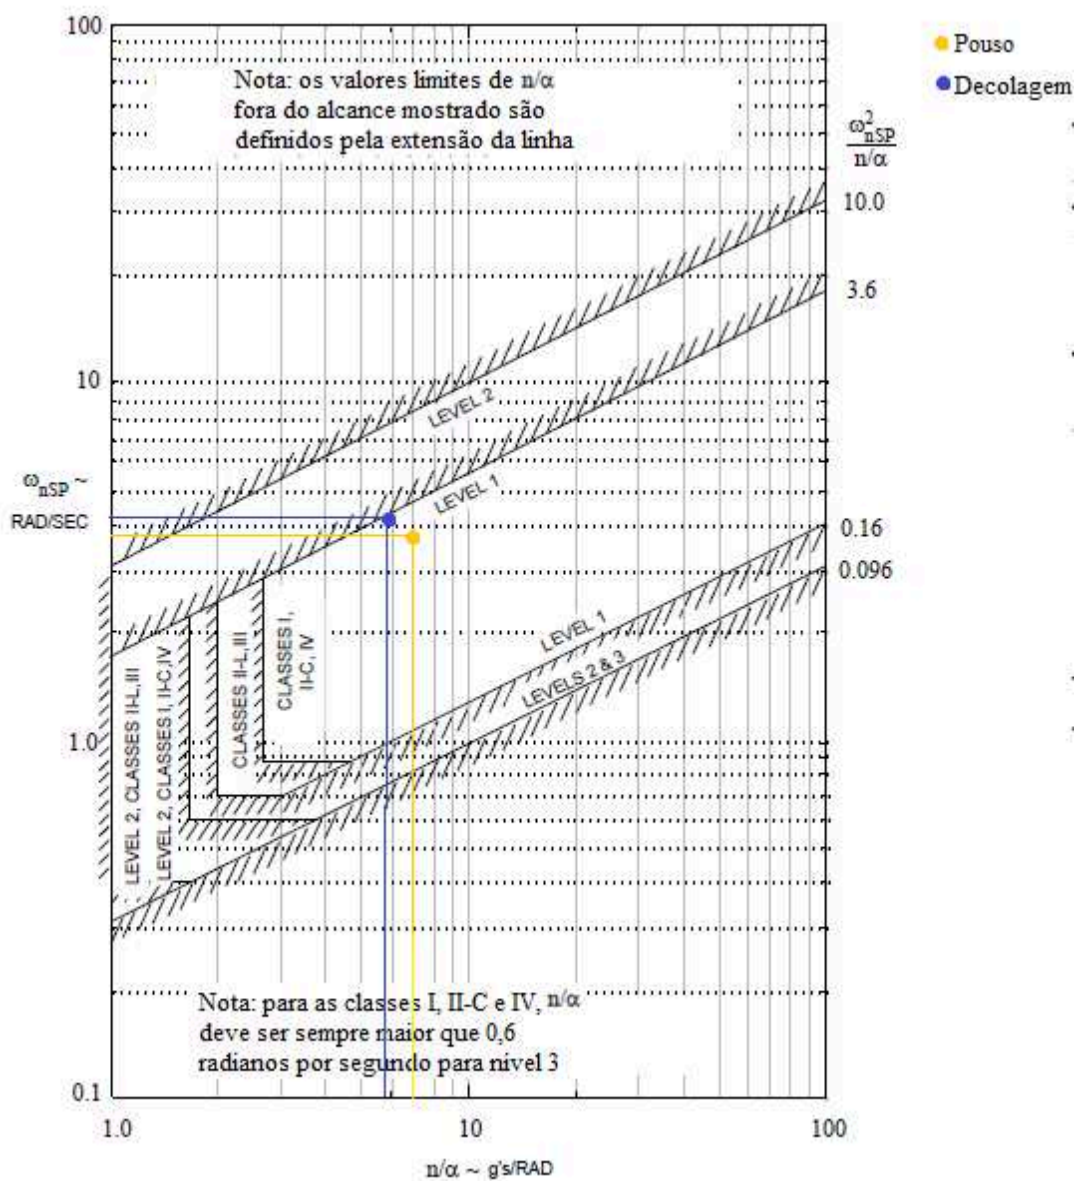 100
Pouso
Decolagem
Nota: os valores limites de n/α
fora do alcance mostrado são
definidos pela extensão da linha
ω²nSP
n/α
10.0
3.6
10
LEVEL 2
LEVEL 1
ωnSP ~
RAD/SEC
0.16
0.096
LEVEL 1
LEVELS 2 & 3
LEVEL 2, CLASSES II-L,III
LEVEL 2, CLASSES I, II-C,IV
CLASSES II-L,III
CLASSES I,
II-C, IV
1.0
Nota: para as classes I, II-C e IV, n/α
deve ser sempre maior que 0,6
radianos por segundo para nível 3
0.1
1.0
10
100
n/α ~ g's/RAD